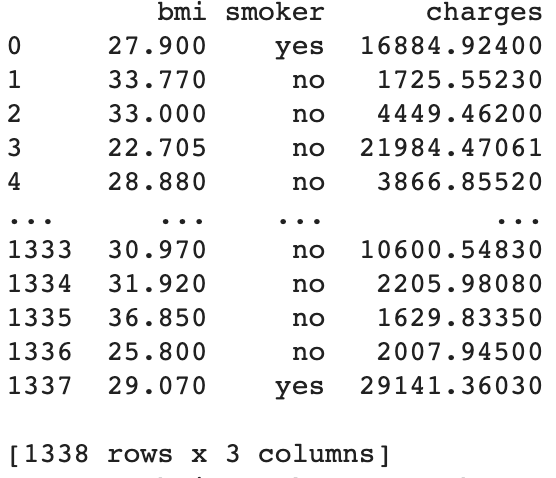 bmi smoker charges
0 27.900 yes 16884.92400
1 33.770 no 1725.55230
2 33.000 no 4449.46200
3 22.705 no 21984.47061
4 28.880 no 3866.85520
... ... ... ...
1333 30.970 no 10600.54830
1334 31.920 no 2205.98080
1335 36.850 no 1629.83350
1336 25.800 no 2007.94500
1337 29.070 yes 29141.36030
[1338 rows x 3 columns]